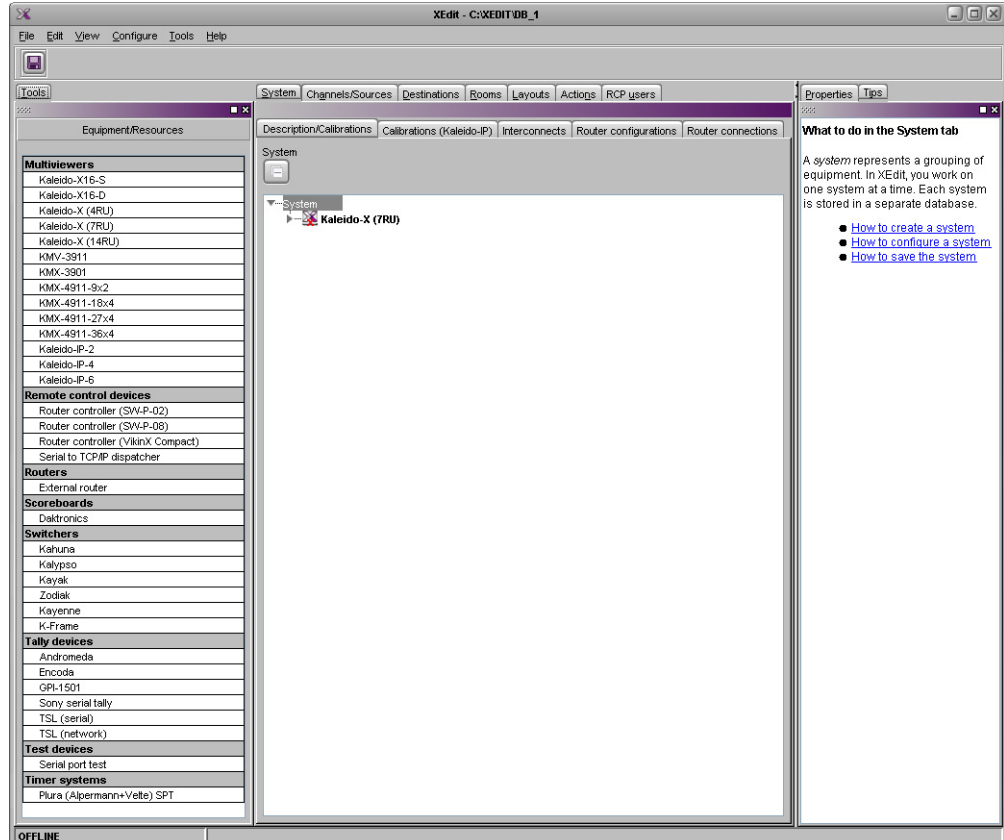 XEdit - C:\XEDIT\DB_1
File Edit View Configure Tools Help
Tools
Equipment/Resources
Multiviewers
Kaleido-X16-S
Kaleido-X16-D
Kaleido-X (4RU)
Kaleido-X (7RU)
Kaleido-X (14RU)
KMV-3911
KMX-3901
KMX-4911-9x2
KMX-4911-18x4
KMX-4911-27x4
KMX-4911-36x4
Kaleido-IP-2
Kaleido-IP-4
Kaleido-IP-6
Remote control devices
Router controller (SW-P-02)
Router controller (SW-P-08)
Router controller (VikinX Compact)
Serial to TCP/IP dispatcher
Routers
External router
Scoreboards
Daktronics
Switchers
Kahuna
Kalypso
Kayak
Zodiak
Kayenne
K-Frame
Tally devices
Andromeda
Encoda
GPI-1501
Sony serial tally
TSL (serial)
TSL (network)
Test devices
Serial port test
Timer systems
Plura (Alpermann+Velte) SPT
System Channels/Sources Destinations Rooms Layouts Actions RCP users
Description/Calibrations Calibrations (Kaleido-IP) Interconnects Router configurations Router connections
System
System
Kaleido-X (7RU)
Properties Tips
What to do in the System tab
A system represents a grouping of
equipment. In XEdit, you work on
one system at a time. Each system
is stored in a separate database.
How to create a system
How to configure a system
How to save the system
OFFLINE